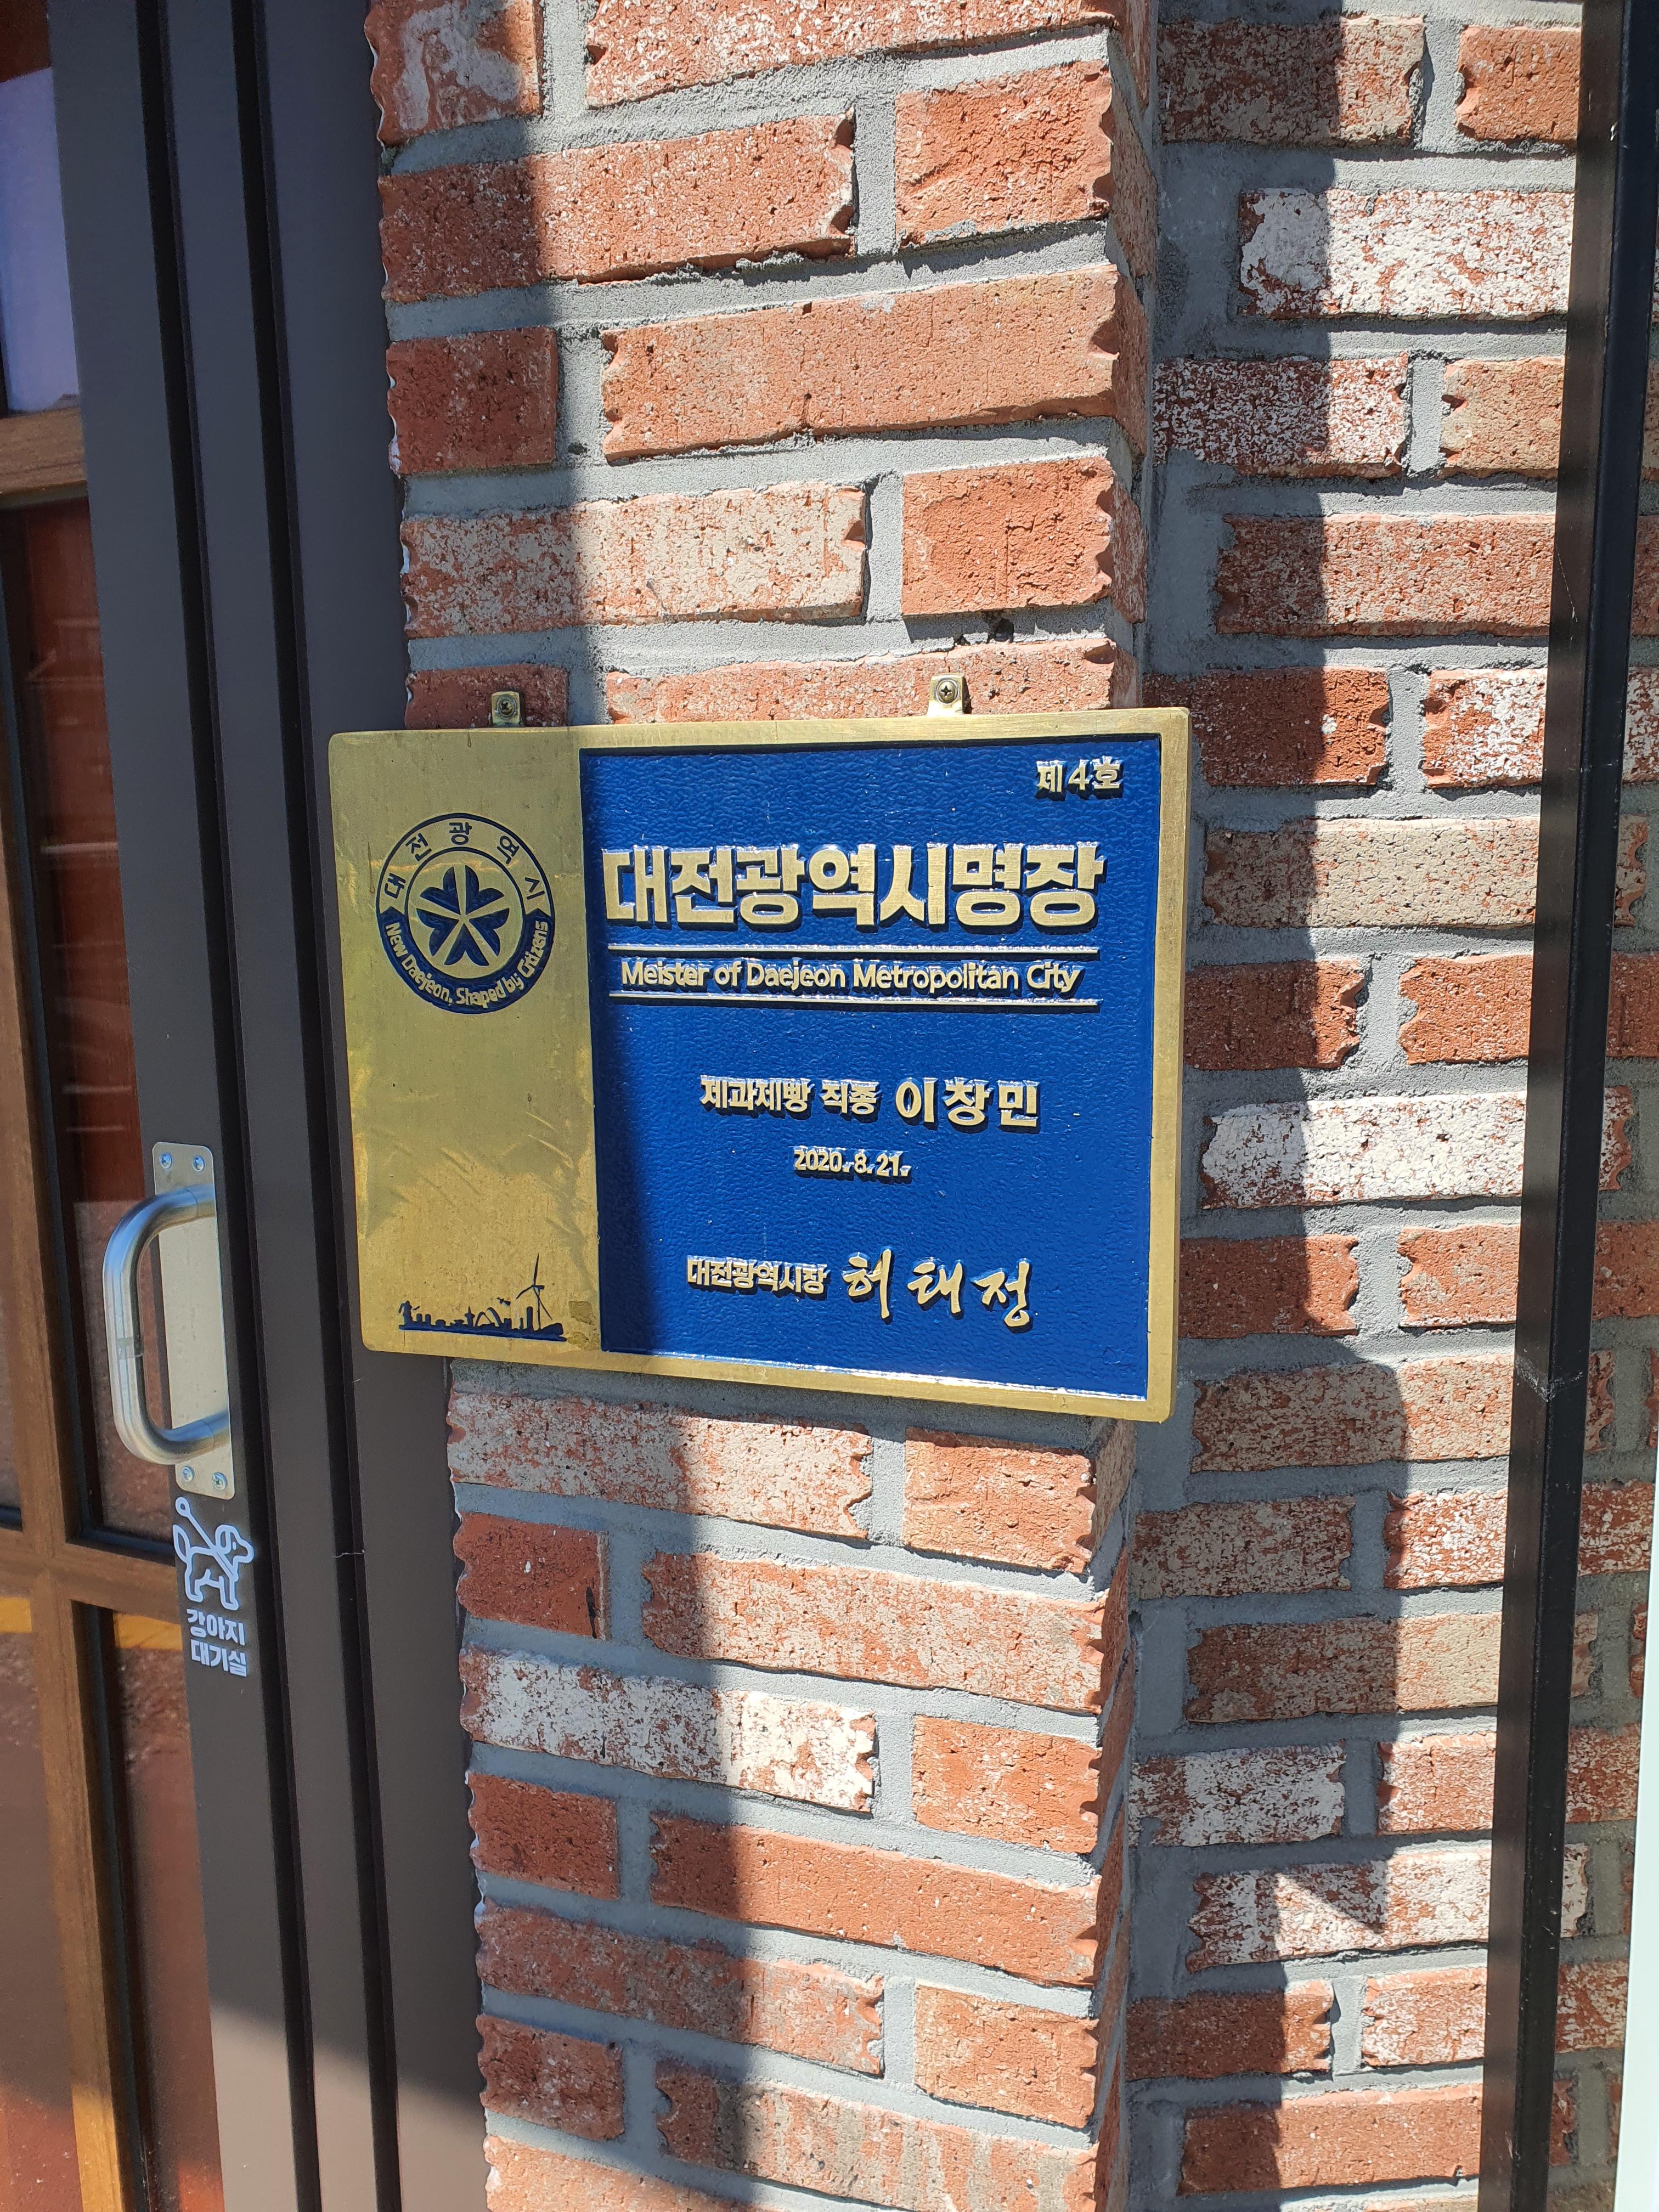 대전광역시
New Daejeon, Shaped by Citizens
제4호
대전광역시명장
Meister of Daejeon Metropolitan City
제과제빵 직종 이창민
2020. 8. 21.
대전광역시장 허태정
강아지
대기실